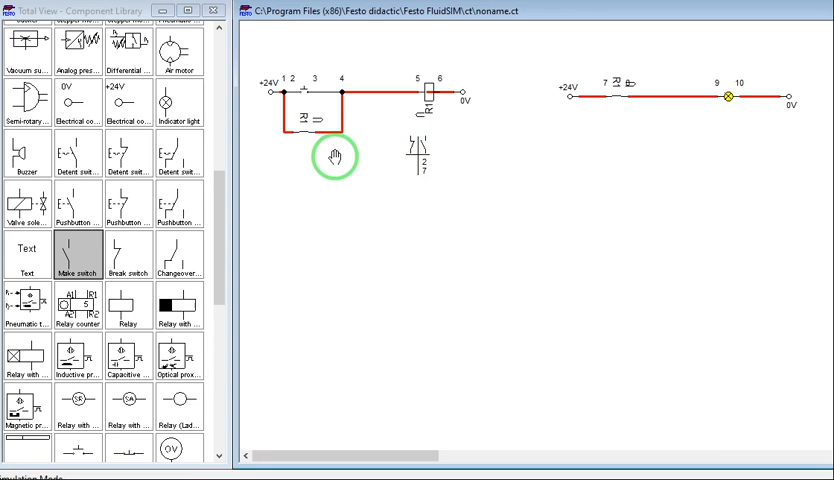 Total View - Component Library
C:\Program Files (x86)\Festo didactic\Festo FluidSIM\ct\noname.ct
Vacuum su...
Analog pres...
Differential ...
Air motor
0V
+24V
Semi-rotary...
Electrical co...
Electrical co...
Indicator light
Buzzer
Detent swit...
Detent swit...
Detent swit...
Valve sole...
Pushbutton ...
Pushbutton ...
Pushbutton ...
Text
Text
Make switch
Break switch
Changeover...
A1 R1
5
A2 R2
Pneumatic t...
Relay counter
Relay
Relay with ...
Relay with ...
Inductive pr...
Capacitive ...
Optical prox...
SR
SA
Magnetic pr...
Relay with ...
Relay with ...
Relay (Lad...
0V
+24V
1 2 3 4 5 6
0V
R1
R1
2
7
+24V
7 8 9 10
R1
0V
imulation Mode